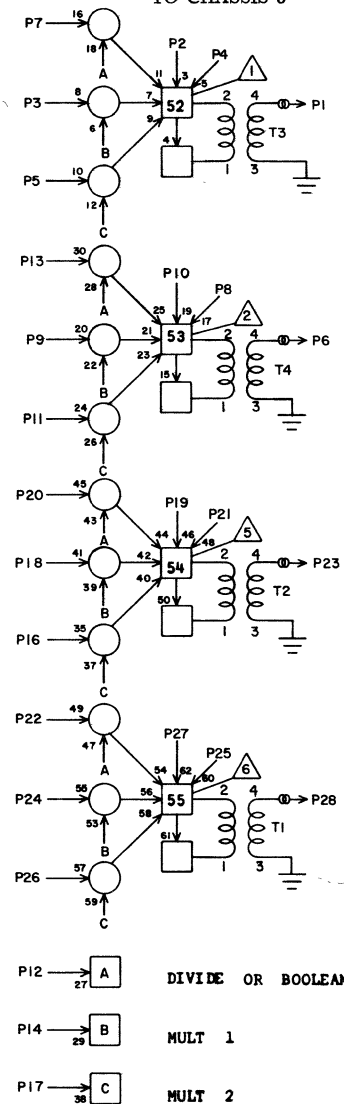 TO CHASSIS
P7 16
18
A
P2
P4
1
11 3 5
P3 8
7 52 2 4 P1
6
9
T3
B
4
P5 10
1 3
12
C
P13 30
28
A
P10
P8
2
25 19 17
P9 20
21 53 2 4 P6
22
23
T4
B
15
P11 24
1 3
26
C
P20 45
43
A
P19
P21
5
44 46 48
P18 41
42 54 2 4 P23
39
40
T2
B
50
P16 35
1 3
37
C
P22 49
47
A
P27
P25
6
54 62 60
P24 55
56 55 2 4 P28
53
58
T1
B
61
P26 57
1 3
59
C
P12 27 A DIVIDE OR BOOLEAN
P14 29 B MULT 1
P17 38 C MULT 2